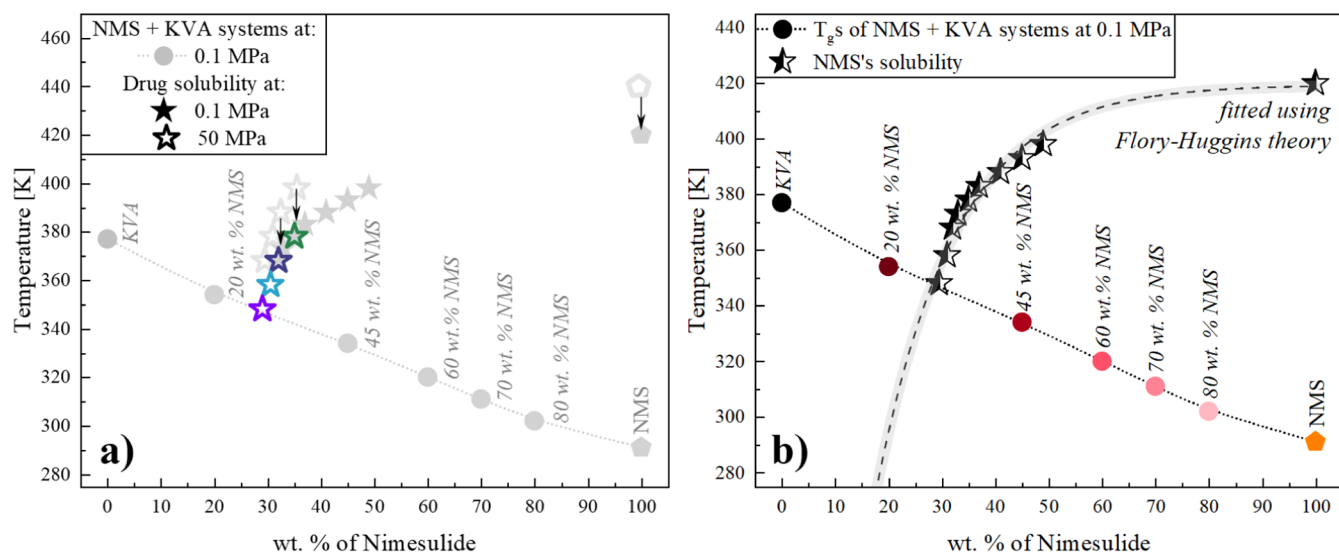 NMS + KVA systems at:
0.1 MPa
Drug solubility at:
0.1 MPa
50 MPa
460
440
420
400
380
360
340
320
300
280
Temperature [K]
KVA
20 wt. % NMS
45 wt. % NMS
60 wt.% NMS
70 wt. % NMS
80 wt. % NMS
NMS
a)
0 10 20 30 40 50 60 70 80 90 100
wt. % of Nimesulide
Tgs of NMS + KVA systems at 0.1 MPa
NMS's solubility
fitted using
Flory-Huggins theory
440
420
400
380
360
340
320
300
280
Temperature [K]
KVA
20 wt. % NMS
45 wt. % NMS
60 wt. % NMS
70 wt. % NMS
80 wt. % NMS
NMS
b)
0 10 20 30 40 50 60 70 80 90 100
wt. % of Nimesulide